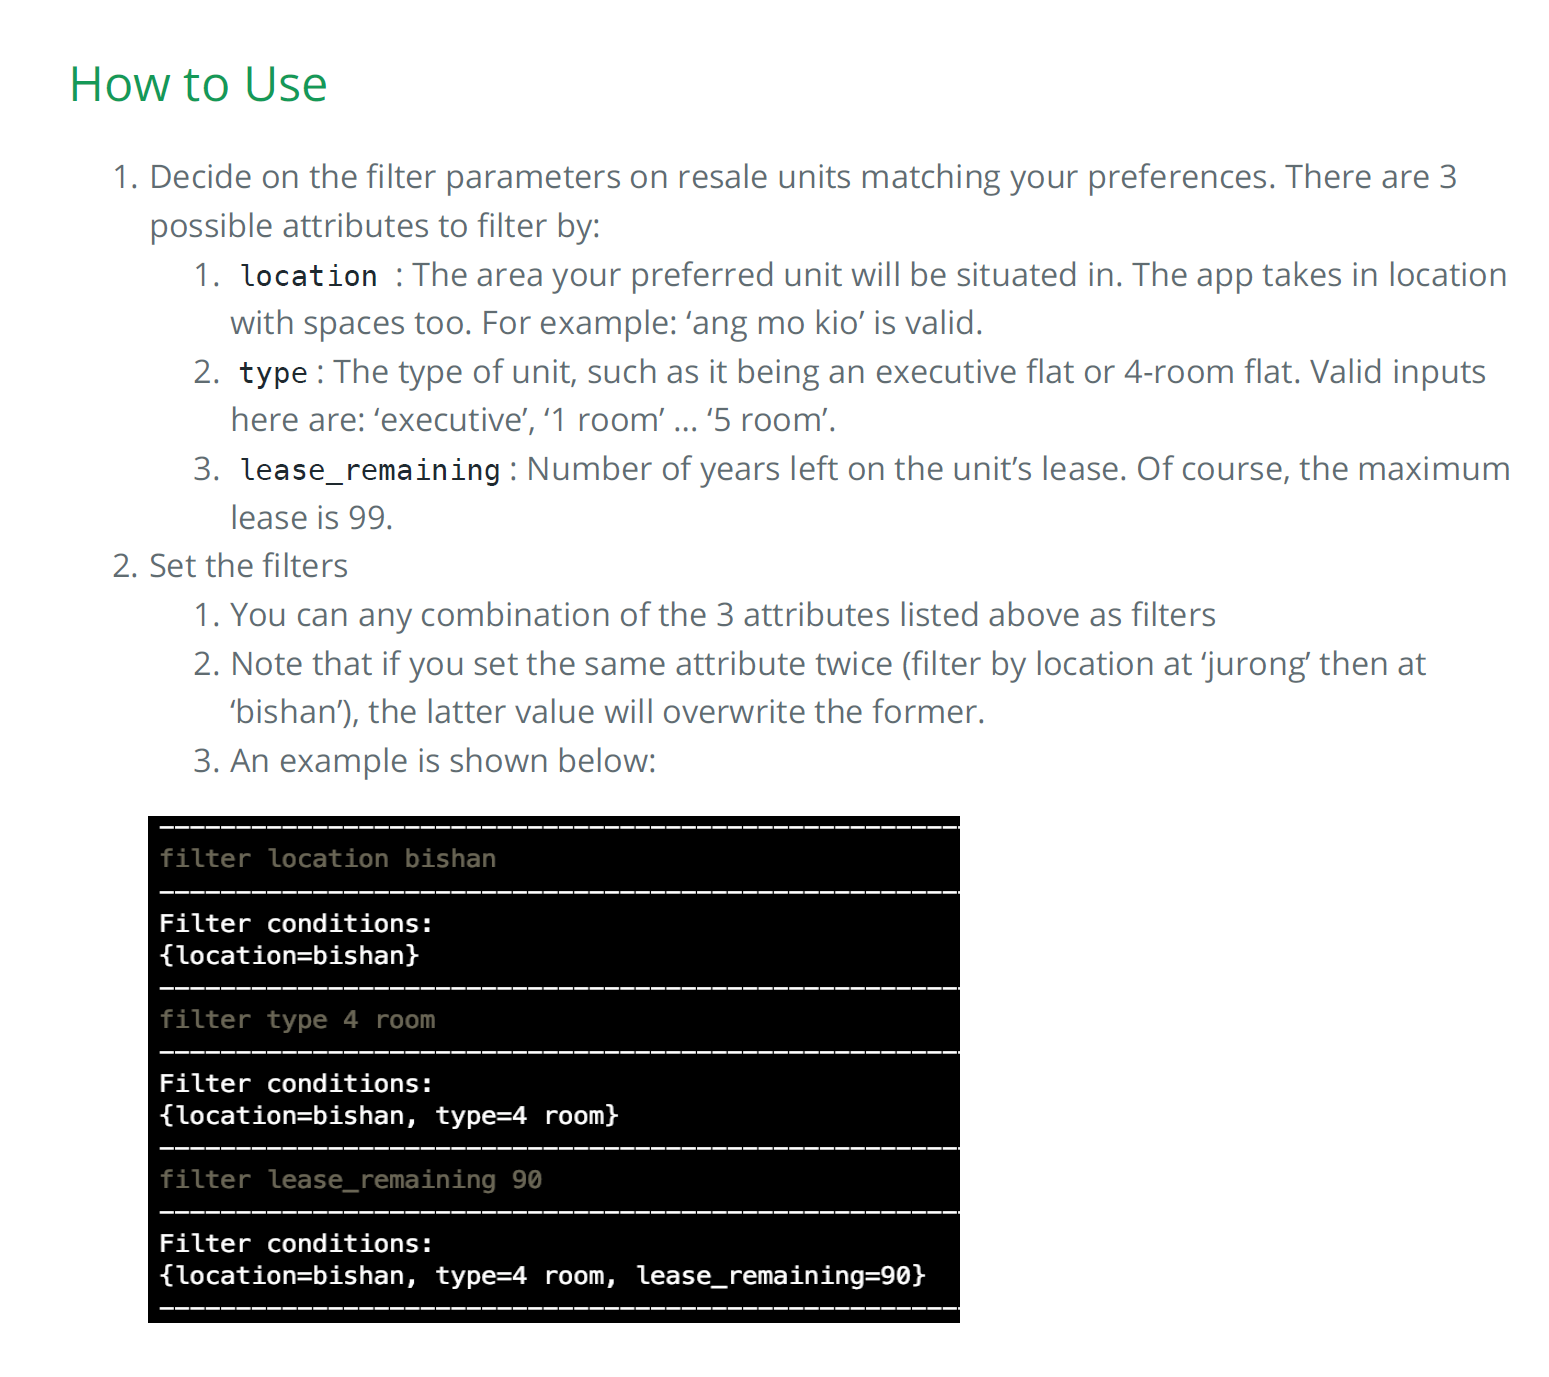 How to Use
1. Decide on the filter parameters on resale units matching your preferences. There are 3
possible attributes to filter by:
1. location : The area your preferred unit will be situated in. The app takes in location
with spaces too. For example: ‘ang mo kio’ is valid.
2. type : The type of unit, such as it being an executive flat or 4-room flat. Valid inputs
here are: ‘executive’, ‘1 room’ … ‘5 room’.
3. lease_remaining : Number of years left on the unit’s lease. Of course, the maximum
lease is 99.
2. Set the filters
1. You can any combination of the 3 attributes listed above as filters
2. Note that if you set the same attribute twice (filter by location at ‘jurong’ then at
‘bishan’), the latter value will overwrite the former.
3. An example is shown below:
filter location bishan
Filter conditions:
{location=bishan}
filter type 4 room
Filter conditions:
{location=bishan, type=4 room}
filter lease_remaining 90
Filter conditions:
{location=bishan, type=4 room, lease_remaining=90}